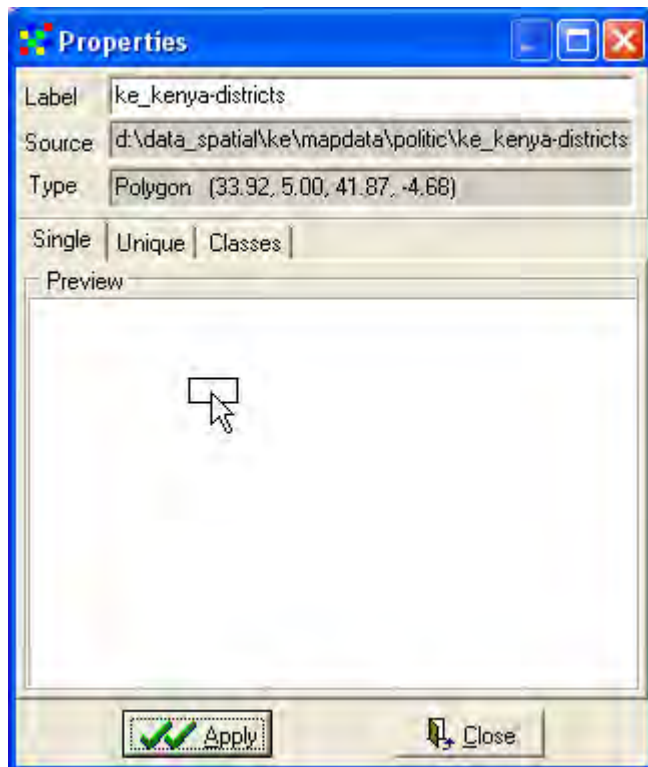 Properties
Label ke_kenya-districts
Source d:\data_spatial\ke\mapdata\politic\ke_kenya-districts
Type Polygon (33.92, 5.00, 41.87, -4.68)
Single Unique Classes
Preview
Apply Close